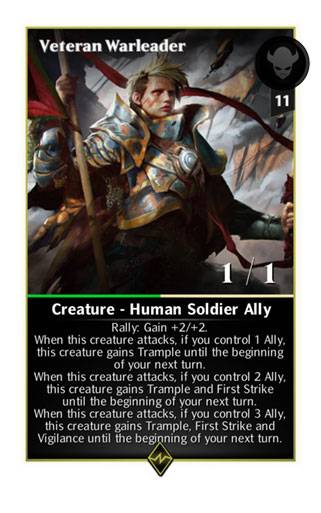 Veteran Warleader
11
1 / 1
Creature - Human Soldier Ally
Rally: Gain +2/+2.
When this creature attacks, if you control 1 Ally,
this creature gains Trample until the beginning
of your next turn.
When this creature attacks, if you control 2 Ally,
this creature gains Trample and First Strike
until the beginning of your next turn.
When this creature attacks, if you control 3 Ally,
this creature gains Trample, First Strike and
Vigilance until the beginning of your next turn.